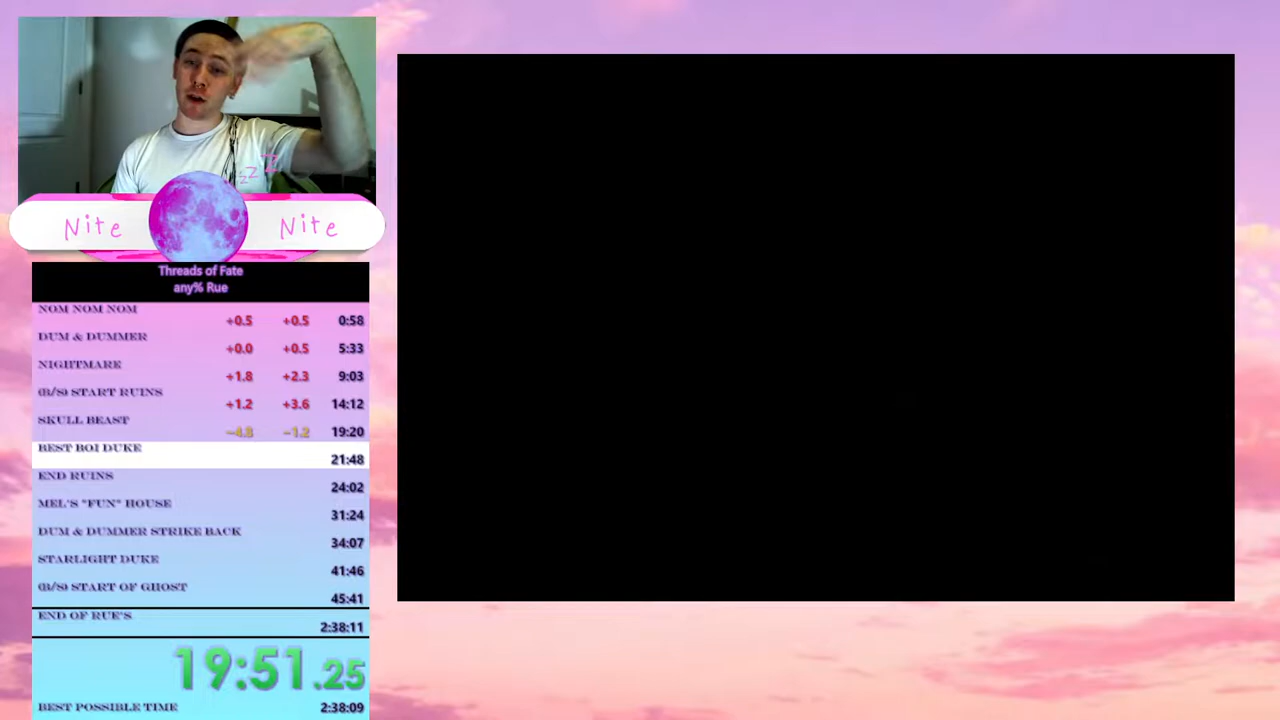 z z Z
Nite Nite
Threads of Fate
any% Rue
NOM NOM NOM +0.5 +0.5 0:58
DUM & DUMMER +0.0 +0.5 5:33
NIGHTMARE +1.8 +2.3 9:03
(B/S) START RUINS +1.2 +3.6 14:12
SKULL BEAST −4.8 −1.2 19:20
BEST BOI DUKE 21:48
END RUINS 24:02
MEL'S "FUN" HOUSE 31:24
DUM & DUMMER STRIKE BACK 34:07
STARLIGHT DUKE 41:46
(B/S) START OF GHOST 45:41
END OF RUE'S 2:38:11
19:51.25
BEST POSSIBLE TIME 2:38:09